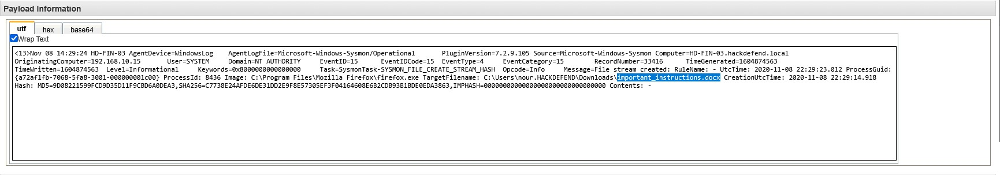 Payload Information
utf hex base64
Wrap Text
<13>Nov 08 14:29:24 HD-FIN-03 AgentDevice=WindowsLog AgentLogFile=Microsoft-Windows-Sysmon/Operational PluginVersion=7.2.9.105 Source=Microsoft-Windows-Sysmon Computer=HD-FIN-03.hackdefend.local
OriginatingComputer=192.168.10.15 User=SYSTEM Domain=NT AUTHORITY EventID=15 EventIDCode=15 EventType=4 EventCategory=15 RecordNumber=33416 TimeGenerated=1604874563
TimeWritten=1604874563 Level=Informational Keywords=0x8000000000000000 Task=SysmonTask-SYSMON_FILE_CREATE_STREAM_HASH Opcode=Info Message=File stream created: RuleName: - UtcTime: 2020-11-08 22:29:23.012 ProcessGuid:
{a72af1fb-7068-5fa8-3001-000000001c00} ProcessId: 8436 Image: C:\Program Files\Mozilla Firefox\firefox.exe TargetFilename: C:\Users\nour.HACKDEFEND\Downloads\important_instructions.docx CreationUtcTime: 2020-11-08 22:29:14.918
Hash: MD5=9D08221599FCD9D35D11F9CBD6A0DEA3,SHA256=C7738E24AFDE6DE31DD2E9F8E57305EF3F04164608E6B2CDB93B1BDE0EDA3863,IMPHASH=00000000000000000000000000000000 Contents: -